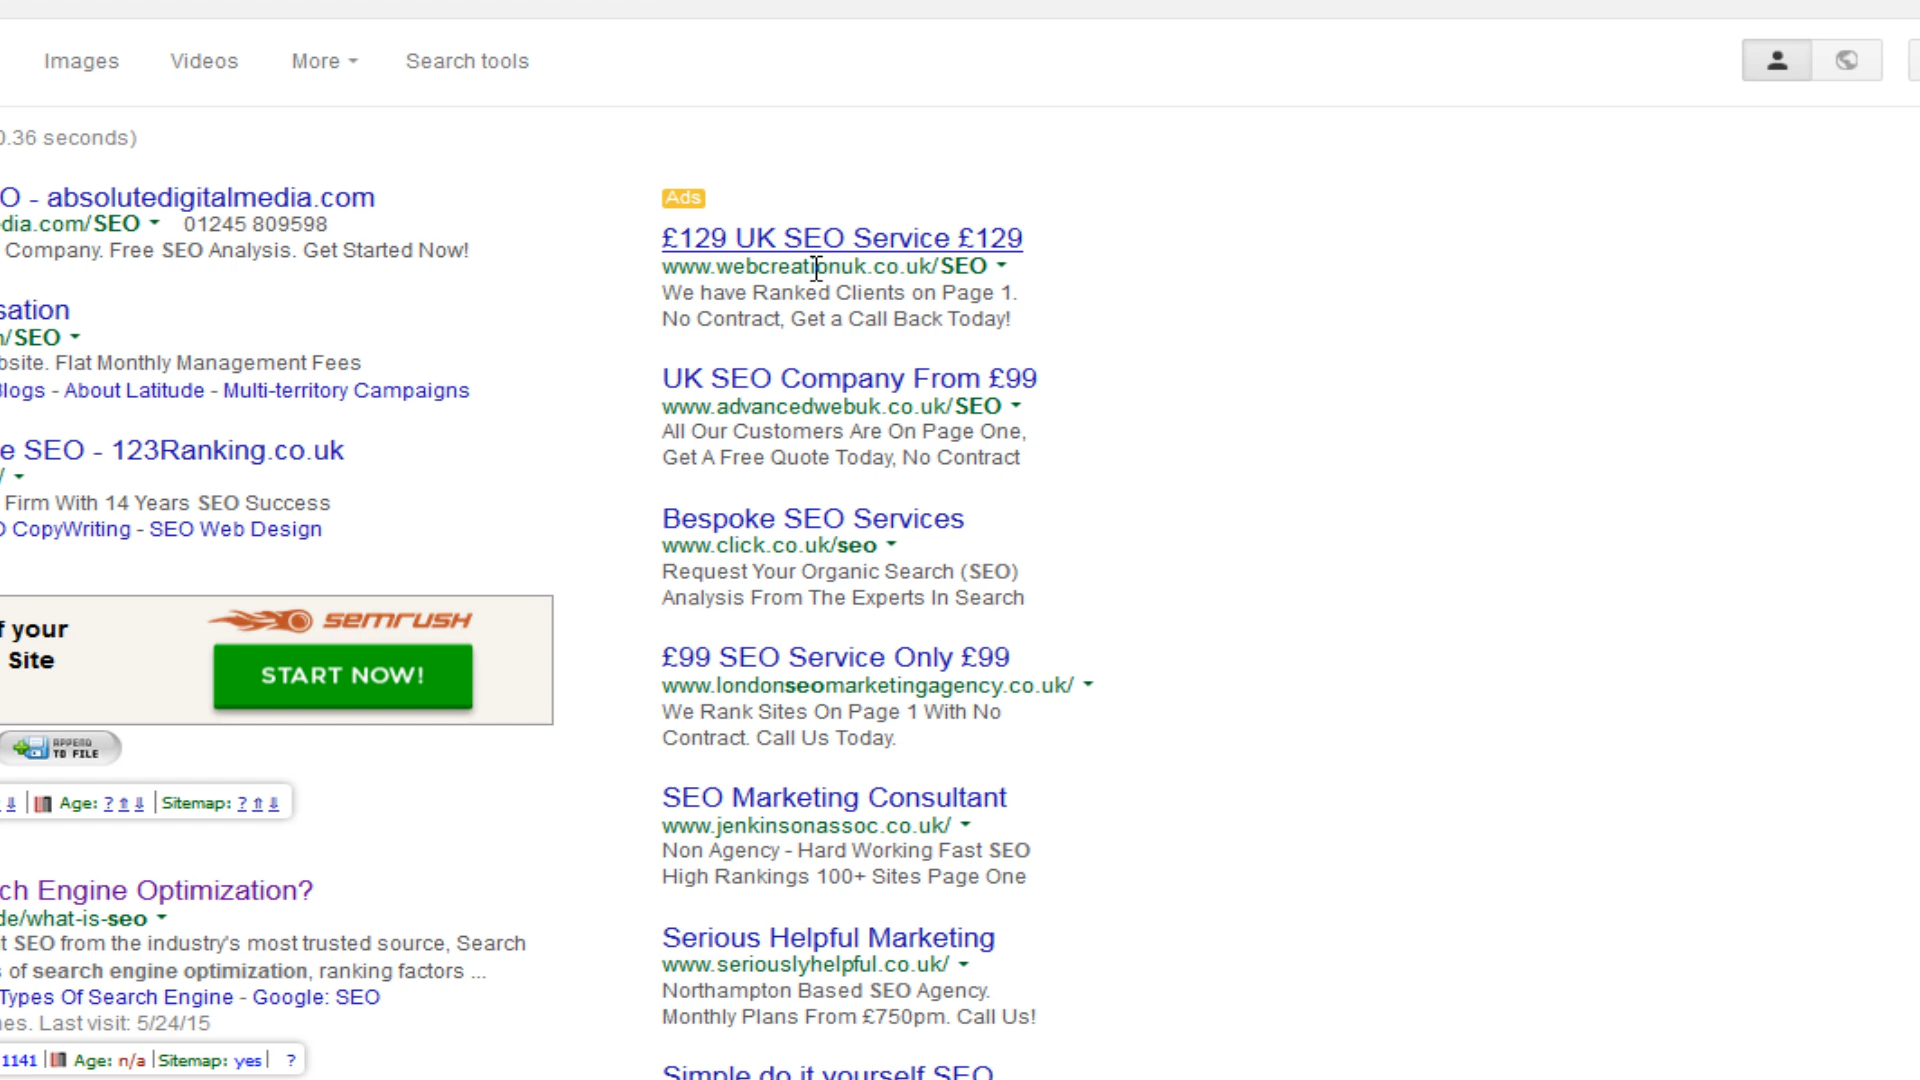 Images Videos More Search tools
0.36 seconds)
O - absolutedigitalmedia.com
dia.com/SEO 01245 809598
Company. Free SEO Analysis. Get Started Now!
sation
/SEO
bsite. Flat Monthly Management Fees
Blogs - About Latitude - Multi-territory Campaigns
e SEO - 123Ranking.co.uk
/
Firm With 14 Years SEO Success
O CopyWriting - SEO Web Design
f your
Site
semrush
START NOW!
APPEND
TO FILE
Age: ? Sitemap: ?
ch Engine Optimization?
de/what-is-seo
t SEO from the industry's most trusted source, Search
s of search engine optimization, ranking factors ...
Types Of Search Engine - Google: SEO
nes. Last visit: 5/24/15
1141 | Age: n/a | Sitemap: yes | ?
Ads
£129 UK SEO Service £129
www.webcreationuk.co.uk/SEO
We have Ranked Clients on Page 1.
No Contract, Get a Call Back Today!
UK SEO Company From £99
www.advancedwebuk.co.uk/SEO
All Our Customers Are On Page One,
Get A Free Quote Today, No Contract
Bespoke SEO Services
www.click.co.uk/seo
Request Your Organic Search (SEO)
Analysis From The Experts In Search
£99 SEO Service Only £99
www.londonseomarketingagency.co.uk/
We Rank Sites On Page 1 With No
Contract. Call Us Today.
SEO Marketing Consultant
www.jenkinsonassoc.co.uk/
Non Agency - Hard Working Fast SEO
High Rankings 100+ Sites Page One
Serious Helpful Marketing
www.seriouslyhelpful.co.uk/
Northampton Based SEO Agency.
Monthly Plans From £750pm. Call Us!
Simple do it yourself SEO